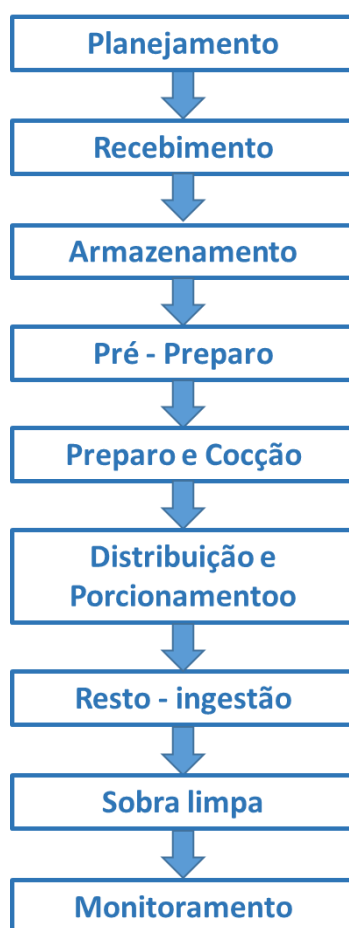 Planejamento
Recebimento
Armazenamento
Pré - Preparo
Preparo e Cocção
Distribuição e
Porcionamentoo
Resto - ingestão
Sobra limpa
Monitoramento